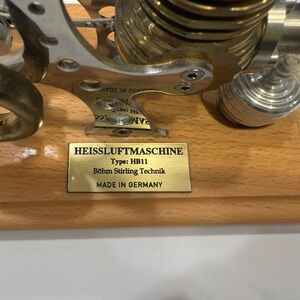 HEISSLUFTMASCHINE
Type: HB11
Böhm Stirling Technik
MADE IN GERMANY